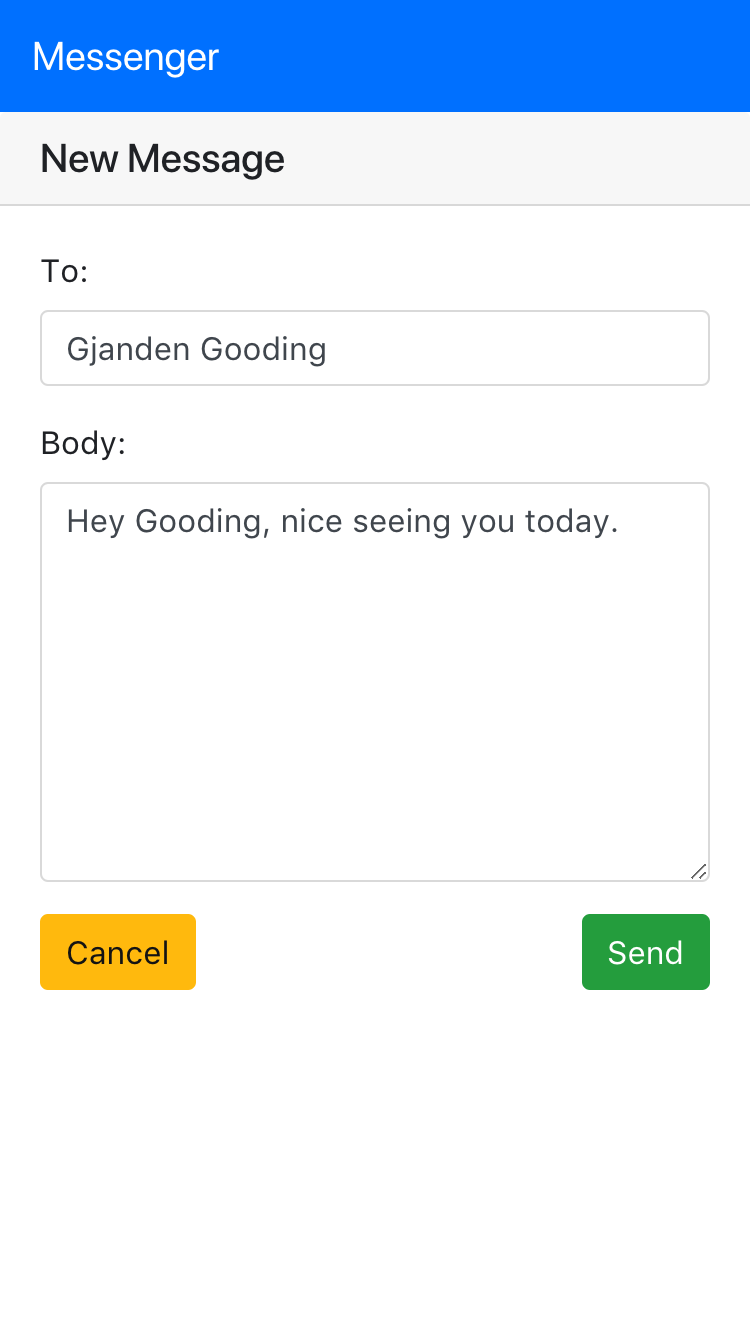 Messenger
New Message
To:
Gjanden Gooding
Body:
Hey Gooding, nice seeing you today.
Cancel
Send